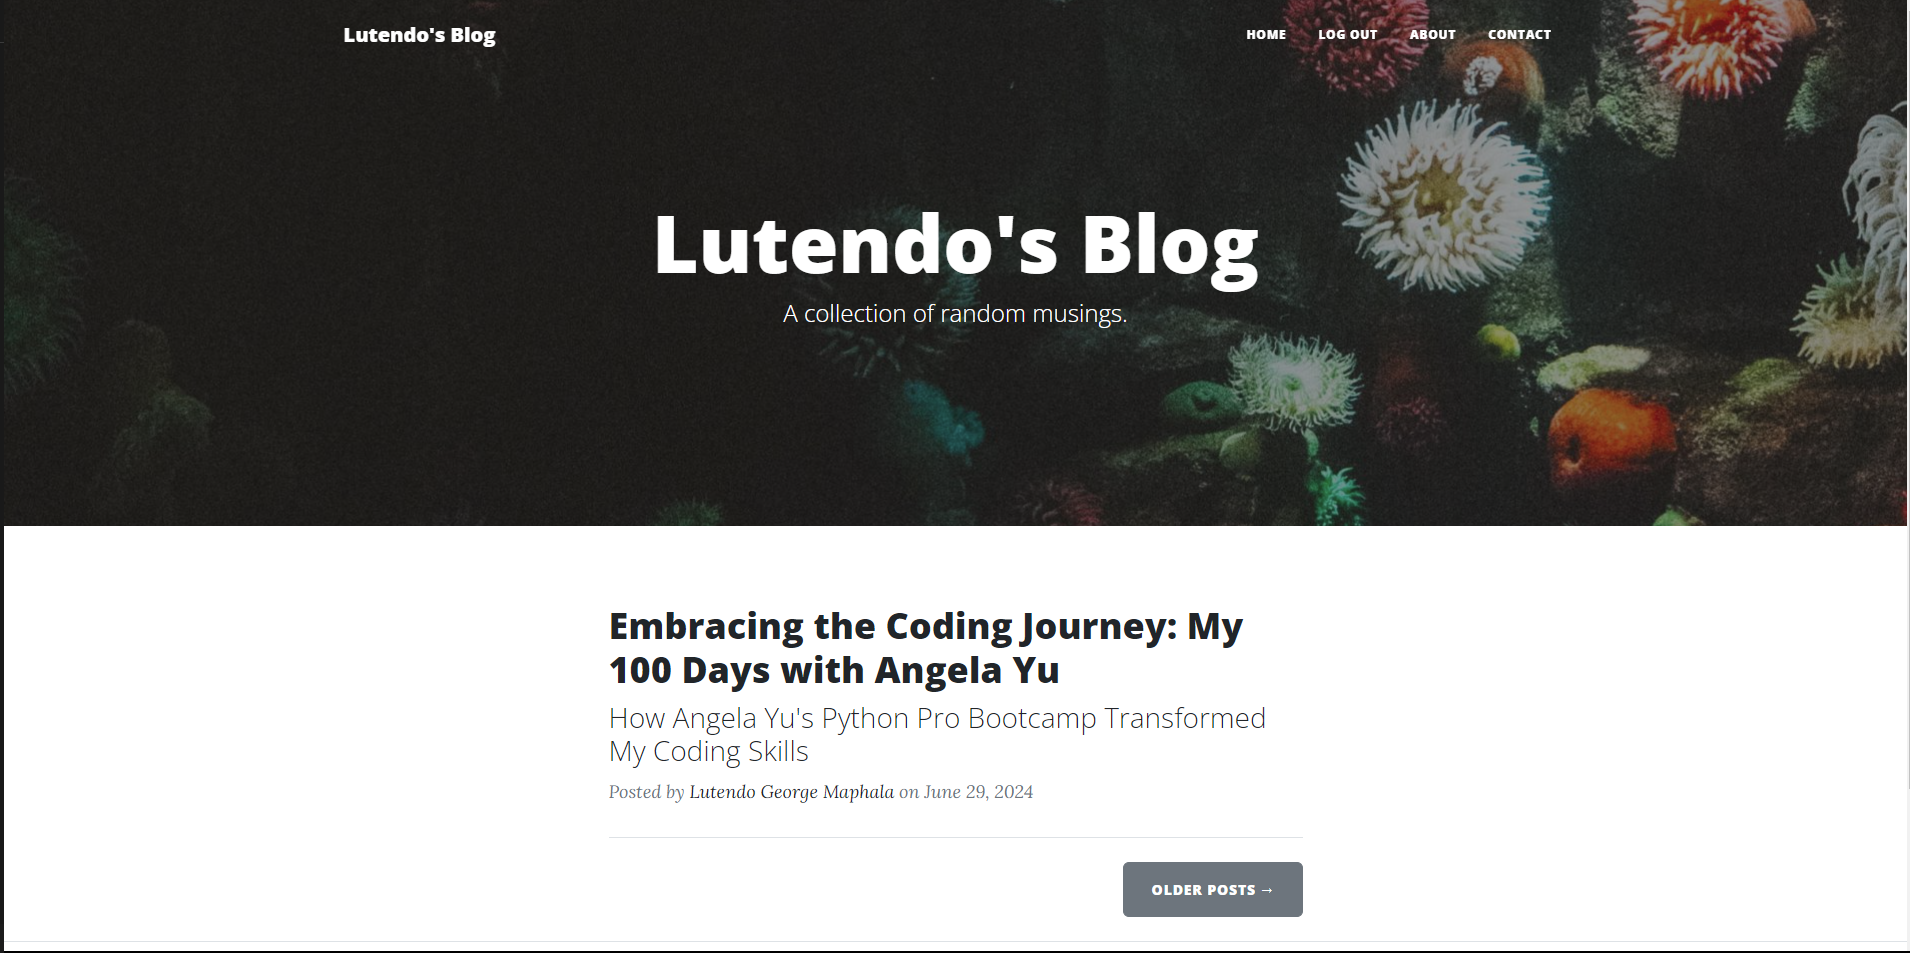 Lutendo's Blog
HOME LOG OUT ABOUT CONTACT
Lutendo's Blog
A collection of random musings.
Embracing the Coding Journey: My
100 Days with Angela Yu
How Angela Yu's Python Pro Bootcamp Transformed
My Coding Skills
Posted by Lutendo George Maphala on June 29, 2024
OLDER POSTS →